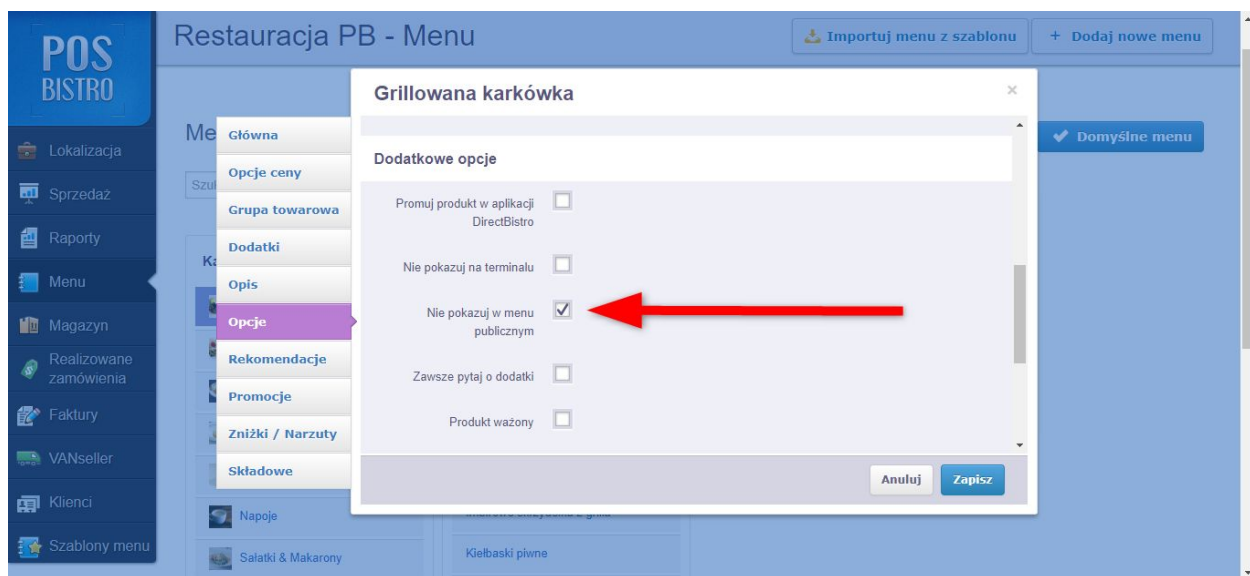 POS
BISTRO
Lokalizacja
Sprzedaż
Raporty
Menu
Magazyn
Realizowane
zamówienia
Faktury
VANseller
Klienci
Szablony menu
Restauracja PB - Menu
Importuj menu z szablonu
+ Dodaj nowe menu
Me
Domyślne menu
Szu
Ka
Napoje
Sałatki & Makarony
Kiełbaski piwne
Grillowana karkówka
×
Główna
Opcje ceny
Grupa towarowa
Dodatki
Opis
Opcje
Rekomendacje
Promocje
Zniżki / Narzuty
Składowe
Dodatkowe opcje
Promuj produkt w aplikacji
DirectBistro
Nie pokazuj na terminalu
Nie pokazuj w menu
publicznym
Zawsze pytaj o dodatki
Produkt ważony
Anuluj
Zapisz